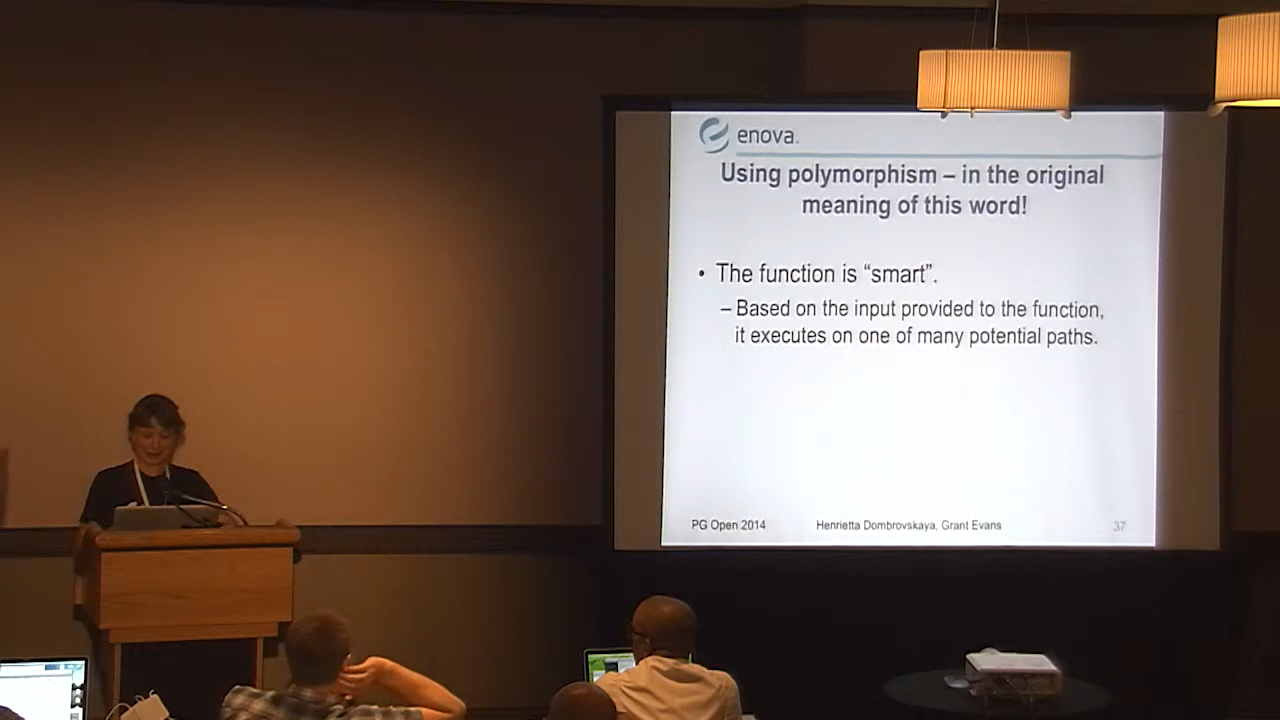 enova
Using polymorphism – in the original
meaning of this word!
• The function is “smart”.
– Based on the input provided to the function,
it executes on one of many potential paths.
PG Open 2014
Henrietta Dombrovskaya, Grant Evans
37